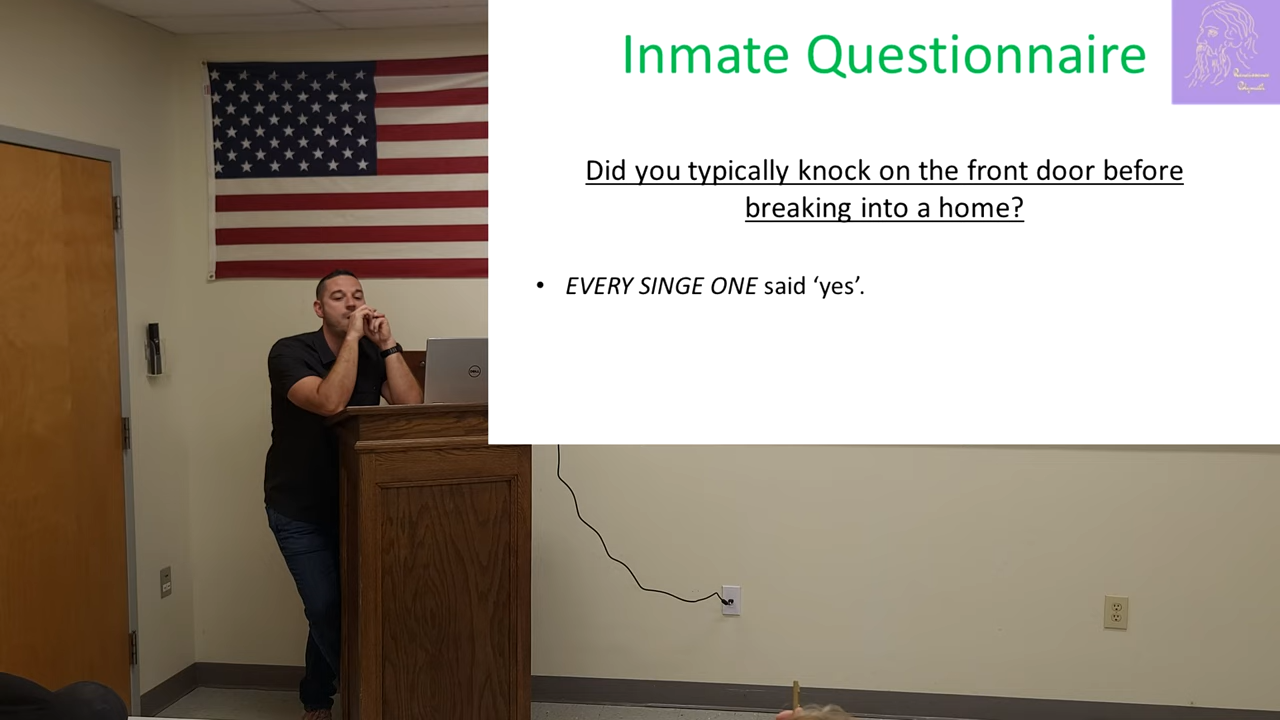 Inmate Questionnaire
Did you typically knock on the front door before
breaking into a home?
• EVERY SINGE ONE said ‘yes’.
DELL